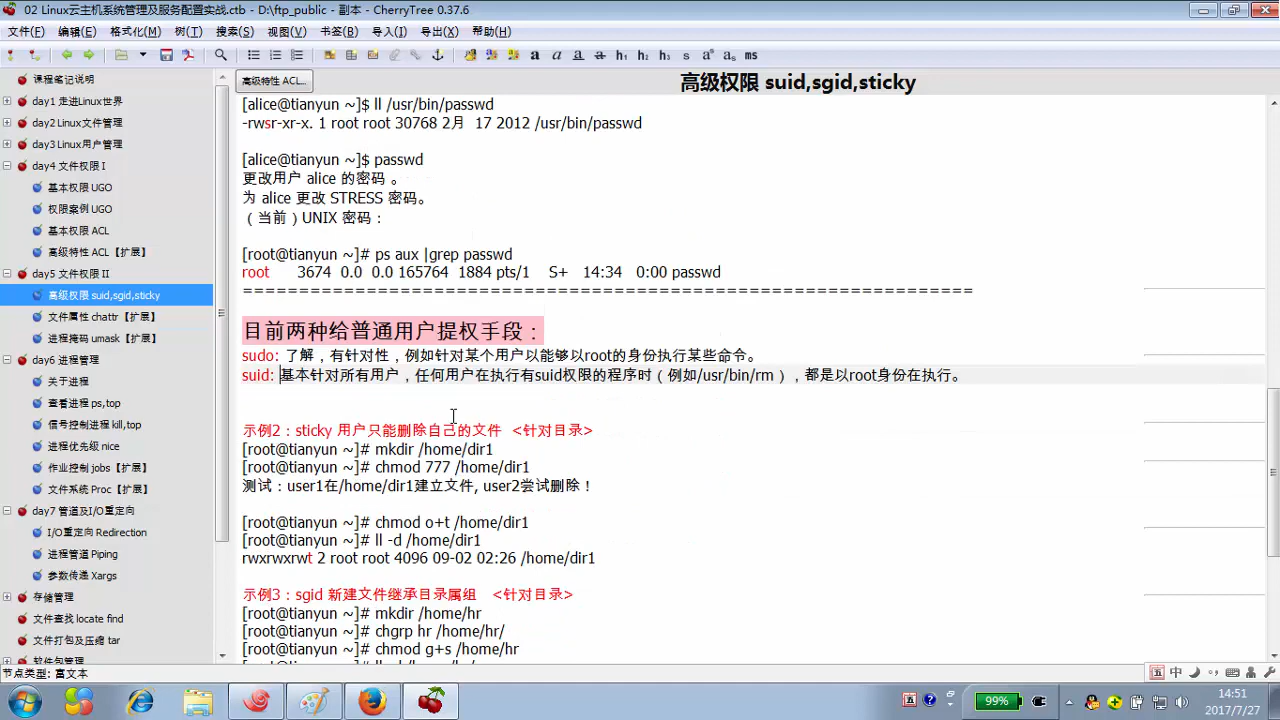 02 Linux云主机系统管理及服务配置实战.ctb - D:\ftp_public - 副本 - CherryTree 0.37.6
文件(F) 编辑(E) 格式化(M) 树(T) 搜索(S) 视图(V) 书签(B) 导入(I) 导出(X) 帮助(H)
a a a a h₁ h₂ h₃ s aˢ aₛ ms
课程笔记说明
day1 走进Linux世界
day2 Linux文件管理
day3 Linux用户管理
day4 文件权限 I
基本权限 UGO
权限案例 UGO
基本权限 ACL
高级特性 ACL【扩展】
day5 文件权限 II
高级权限 suid,sgid,sticky
文件属性 chattr【扩展】
进程掩码 umask【扩展】
day6 进程管理
关于进程
查看进程 ps,top
信号控制进程 kill,top
进程优先级 nice
作业控制 jobs【扩展】
文件系统 Proc【扩展】
day7 管道及I/O重定向
I/O重定向 Redirection
进程管道 Piping
参数传递 Xargs
存储管理
文件查找 locate find
文件打包及压缩 tar
软件包管理
高级特性 ACL...
高级权限 suid,sgid,sticky
[alice@tianyun ~]$ ll /usr/bin/passwd
-rwsr-xr-x. 1 root root 30768 2月 17 2012 /usr/bin/passwd
[alice@tianyun ~]$ passwd
更改用户 alice 的密码 。
为 alice 更改 STRESS 密码。
（当前）UNIX 密码：
[root@tianyun ~]# ps aux |grep passwd
root 3674 0.0 0.0 165764 1884 pts/1 S+ 14:34 0:00 passwd
=================================================================
目前两种给普通用户提权手段：
sudo: 了解，有针对性，例如针对某个用户以能够以root的身份执行某些命令。
suid: 基本针对所有用户，任何用户在执行有suid权限的程序时（例如/usr/bin/rm），都是以root身份在执行。
示例2：sticky 用户只能删除自己的文件 <针对目录>
[root@tianyun ~]# mkdir /home/dir1
[root@tianyun ~]# chmod 777 /home/dir1
测试：user1在/home/dir1建立文件, user2尝试删除！
[root@tianyun ~]# chmod o+t /home/dir1
[root@tianyun ~]# ll -d /home/dir1
rwxrwxrwt 2 root root 4096 09-02 02:26 /home/dir1
示例3：sgid 新建文件继承目录属组 <针对目录>
[root@tianyun ~]# mkdir /home/hr
[root@tianyun ~]# chgrp hr /home/hr/
[root@tianyun ~]# chmod g+s /home/hr
节点类型: 富文本
中
99%
14:51
2017/7/27